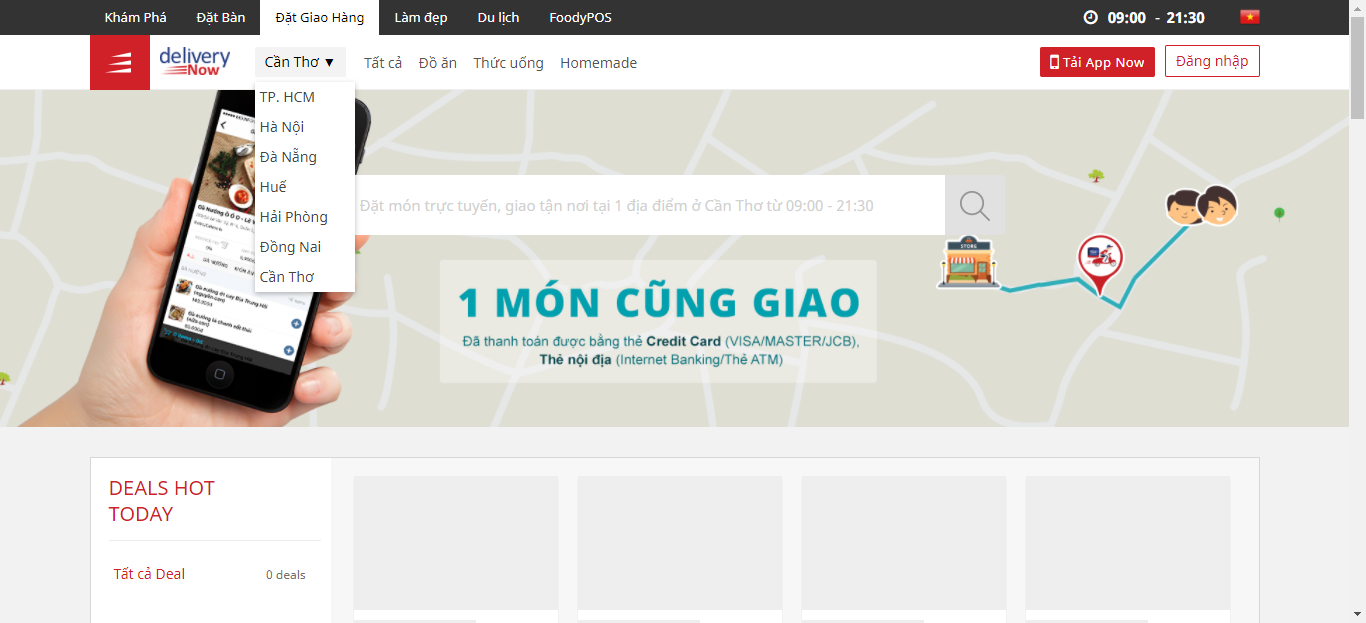 Khám Phá Đặt Bàn Đặt Giao Hàng Làm đẹp Du lịch FoodyPOS 09:00 - 21:30
delivery Now Cần Thơ ▼ Tất cả Đồ ăn Thức uống Homemade Tải App Now Đăng nhập
TP. HCM
Hà Nội
Đà Nẵng
Huế
Hải Phòng
Đồng Nai
Cần Thơ
Đặt món trực tuyến, giao tận nơi tại 1 địa điểm ở Cần Thơ từ 09:00 - 21:30
STORE
1 MÓN CŨNG GIAO
Đã thanh toán được bằng thẻ Credit Card (VISA/MASTER/JCB),
Thẻ nội địa (Internet Banking/Thẻ ATM)
DEALS HOT
TODAY
Tất cả Deal 0 deals